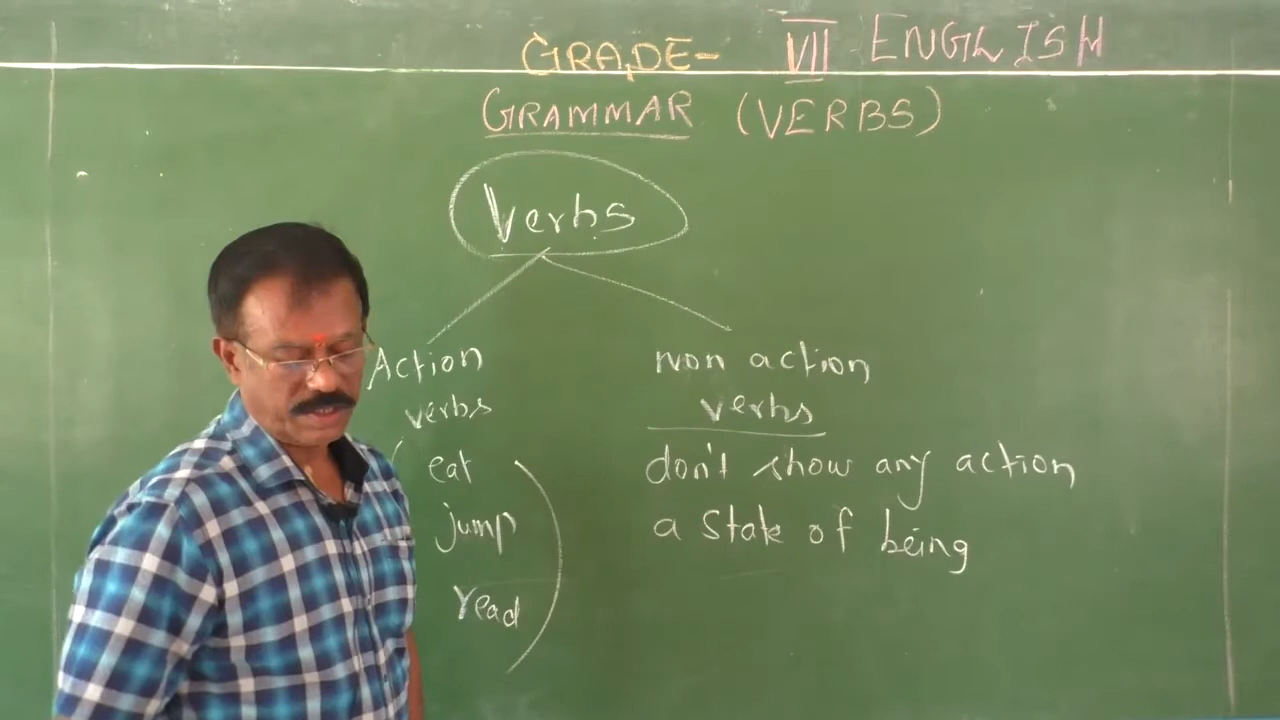 GRADE- VII ENGLISH
GRAMMAR (VERBS)
Verbs
Action
verbs
eat
jump
read
non action
verbs
don't show any action
a state of being